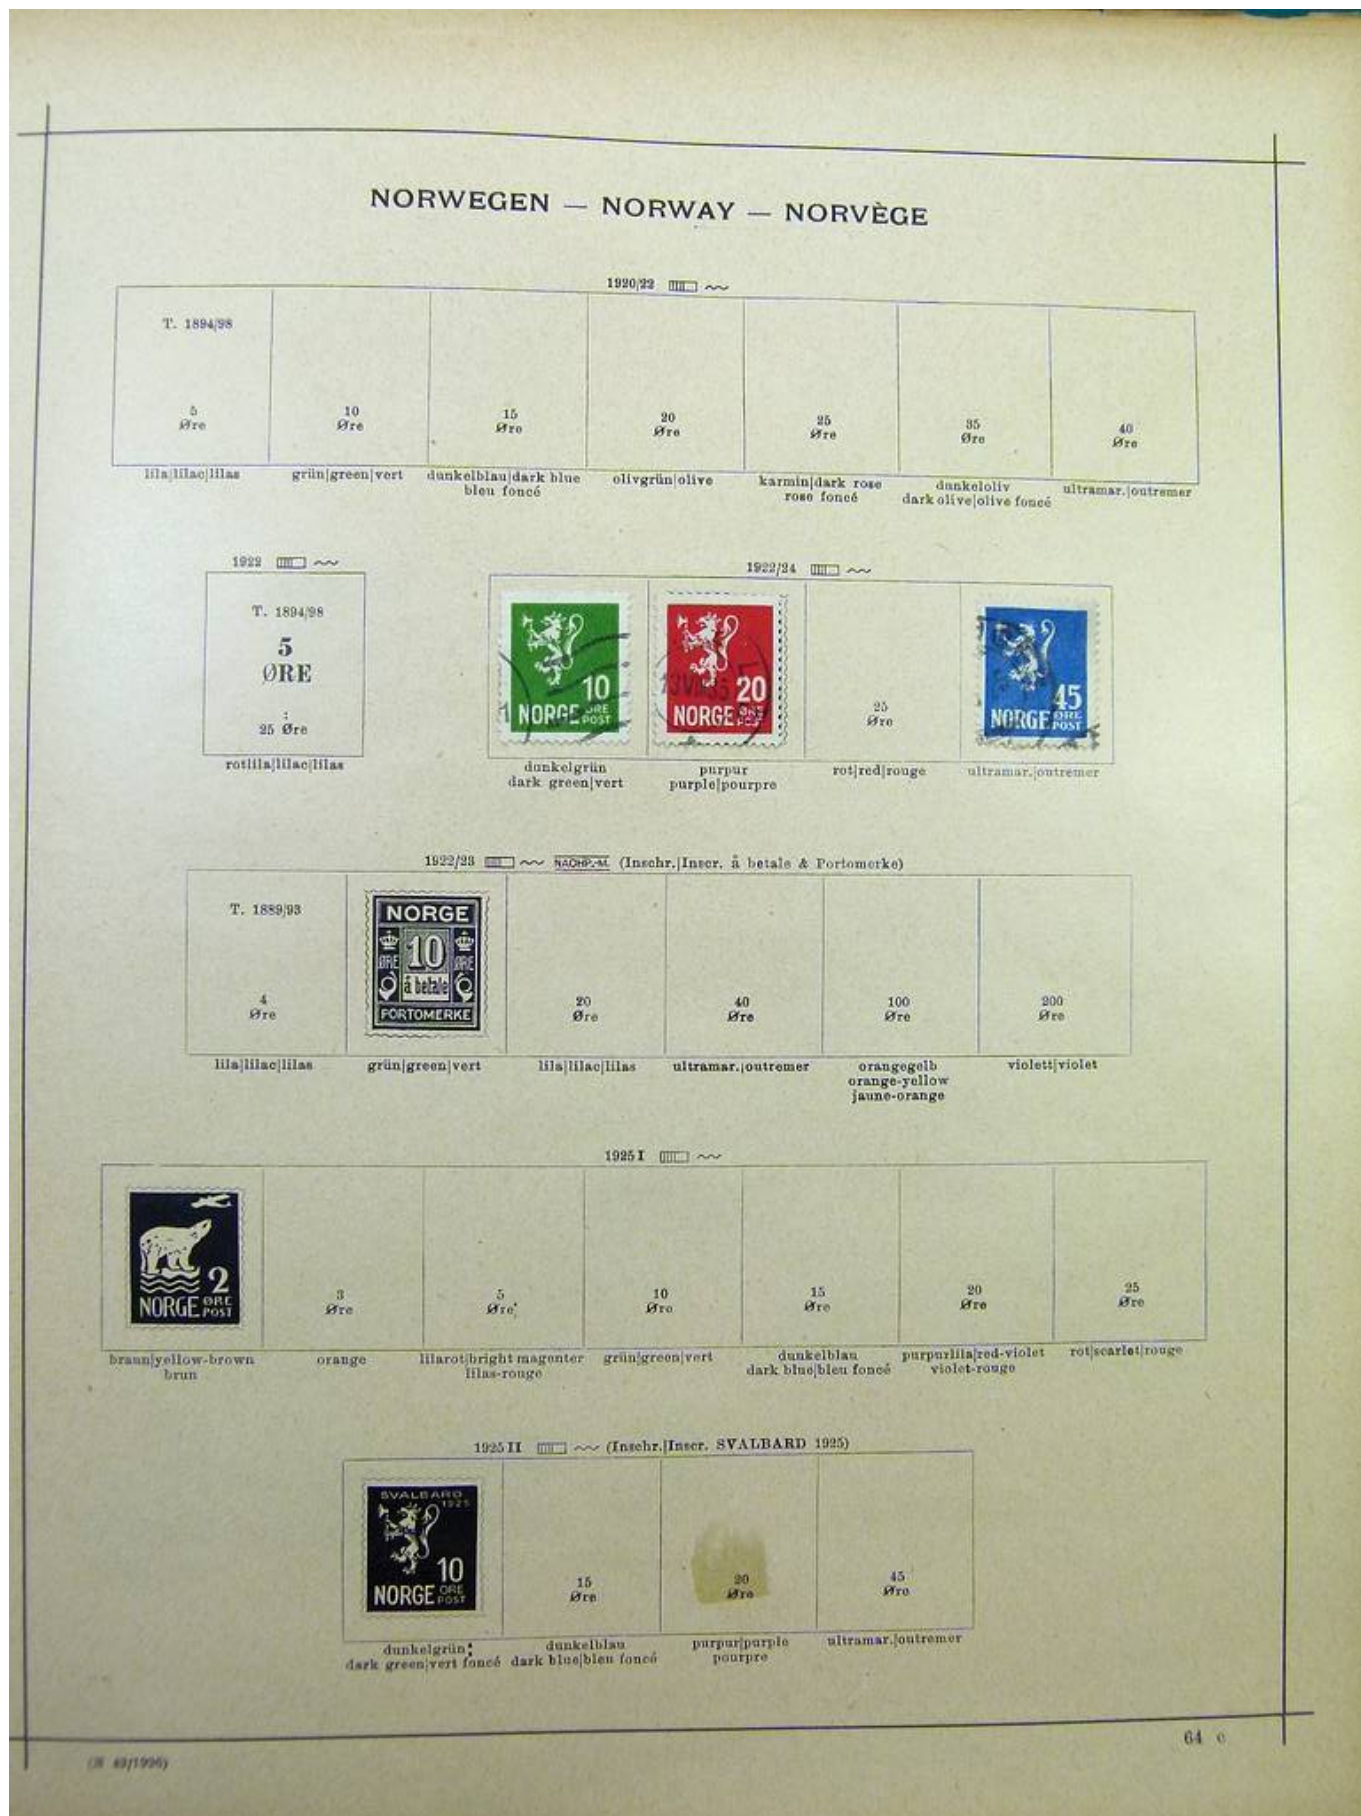 NORWEGEN — NORWAY — NORVÈGE
1920/22
T. 1894/98
5 Øre
10 Øre
15 Øre
20 Øre
25 Øre
35 Øre
40 Øre
lila|lilac|lilas
grün|green|vert
dunkelblau|dark blue
bleu foncé
olivgrün|olive
karmin|dark rose
rose foncé
dunkeloliv
dark olive|olive foncé
ultramar.|outremer
1922
T. 1894/98
5
ØRE
:
25 Øre
rotlila|lilac|lilas
1922/24
10
NORGE ØRE POST
13 VII 35
20
NORGE ØRE POST
25
Øre
45
NORGE ØRE POST
dunkelgrün
dark green|vert
purpur
purple|pourpre
rot|red|rouge
ultramar.|outremer
1922/23 NACHP.-M. (Inschr.|Inscr. å betale & Portomerke)
T. 1889/93
4
Øre
NORGE
10
ØRE ØRE
å betale
PORTOMERKE
20
Øre
40
Øre
100
Øre
200
Øre
lila|lilac|lilas
grün|green|vert
lila|lilac|lilas
ultramar.|outremer
orangegelb
orange-yellow
jaune-orange
violett|violet
1925 I
2
NORGE ØRE POST
3
Øre
5
Øre
10
Øre
15
Øre
20
Øre
25
Øre
braun|yellow-brown
brun
orange
lilarot|bright magenter
lilas-rouge
grün|green|vert
dunkelblau
dark blue|bleu foncé
purpurlila|red-violet
violet-rouge
rot|scarlet|rouge
1925 II (Inschr.|Inscr. SVALBARD 1925)
SVALBARD
1925
10
NORGE ØRE POST
15
Øre
20
Øre
45
Øre
dunkelgrün
dark green|vert foncé
dunkelblau
dark blue|bleu foncé
purpur|purple
pourpre
ultramar.|outremer
64 c